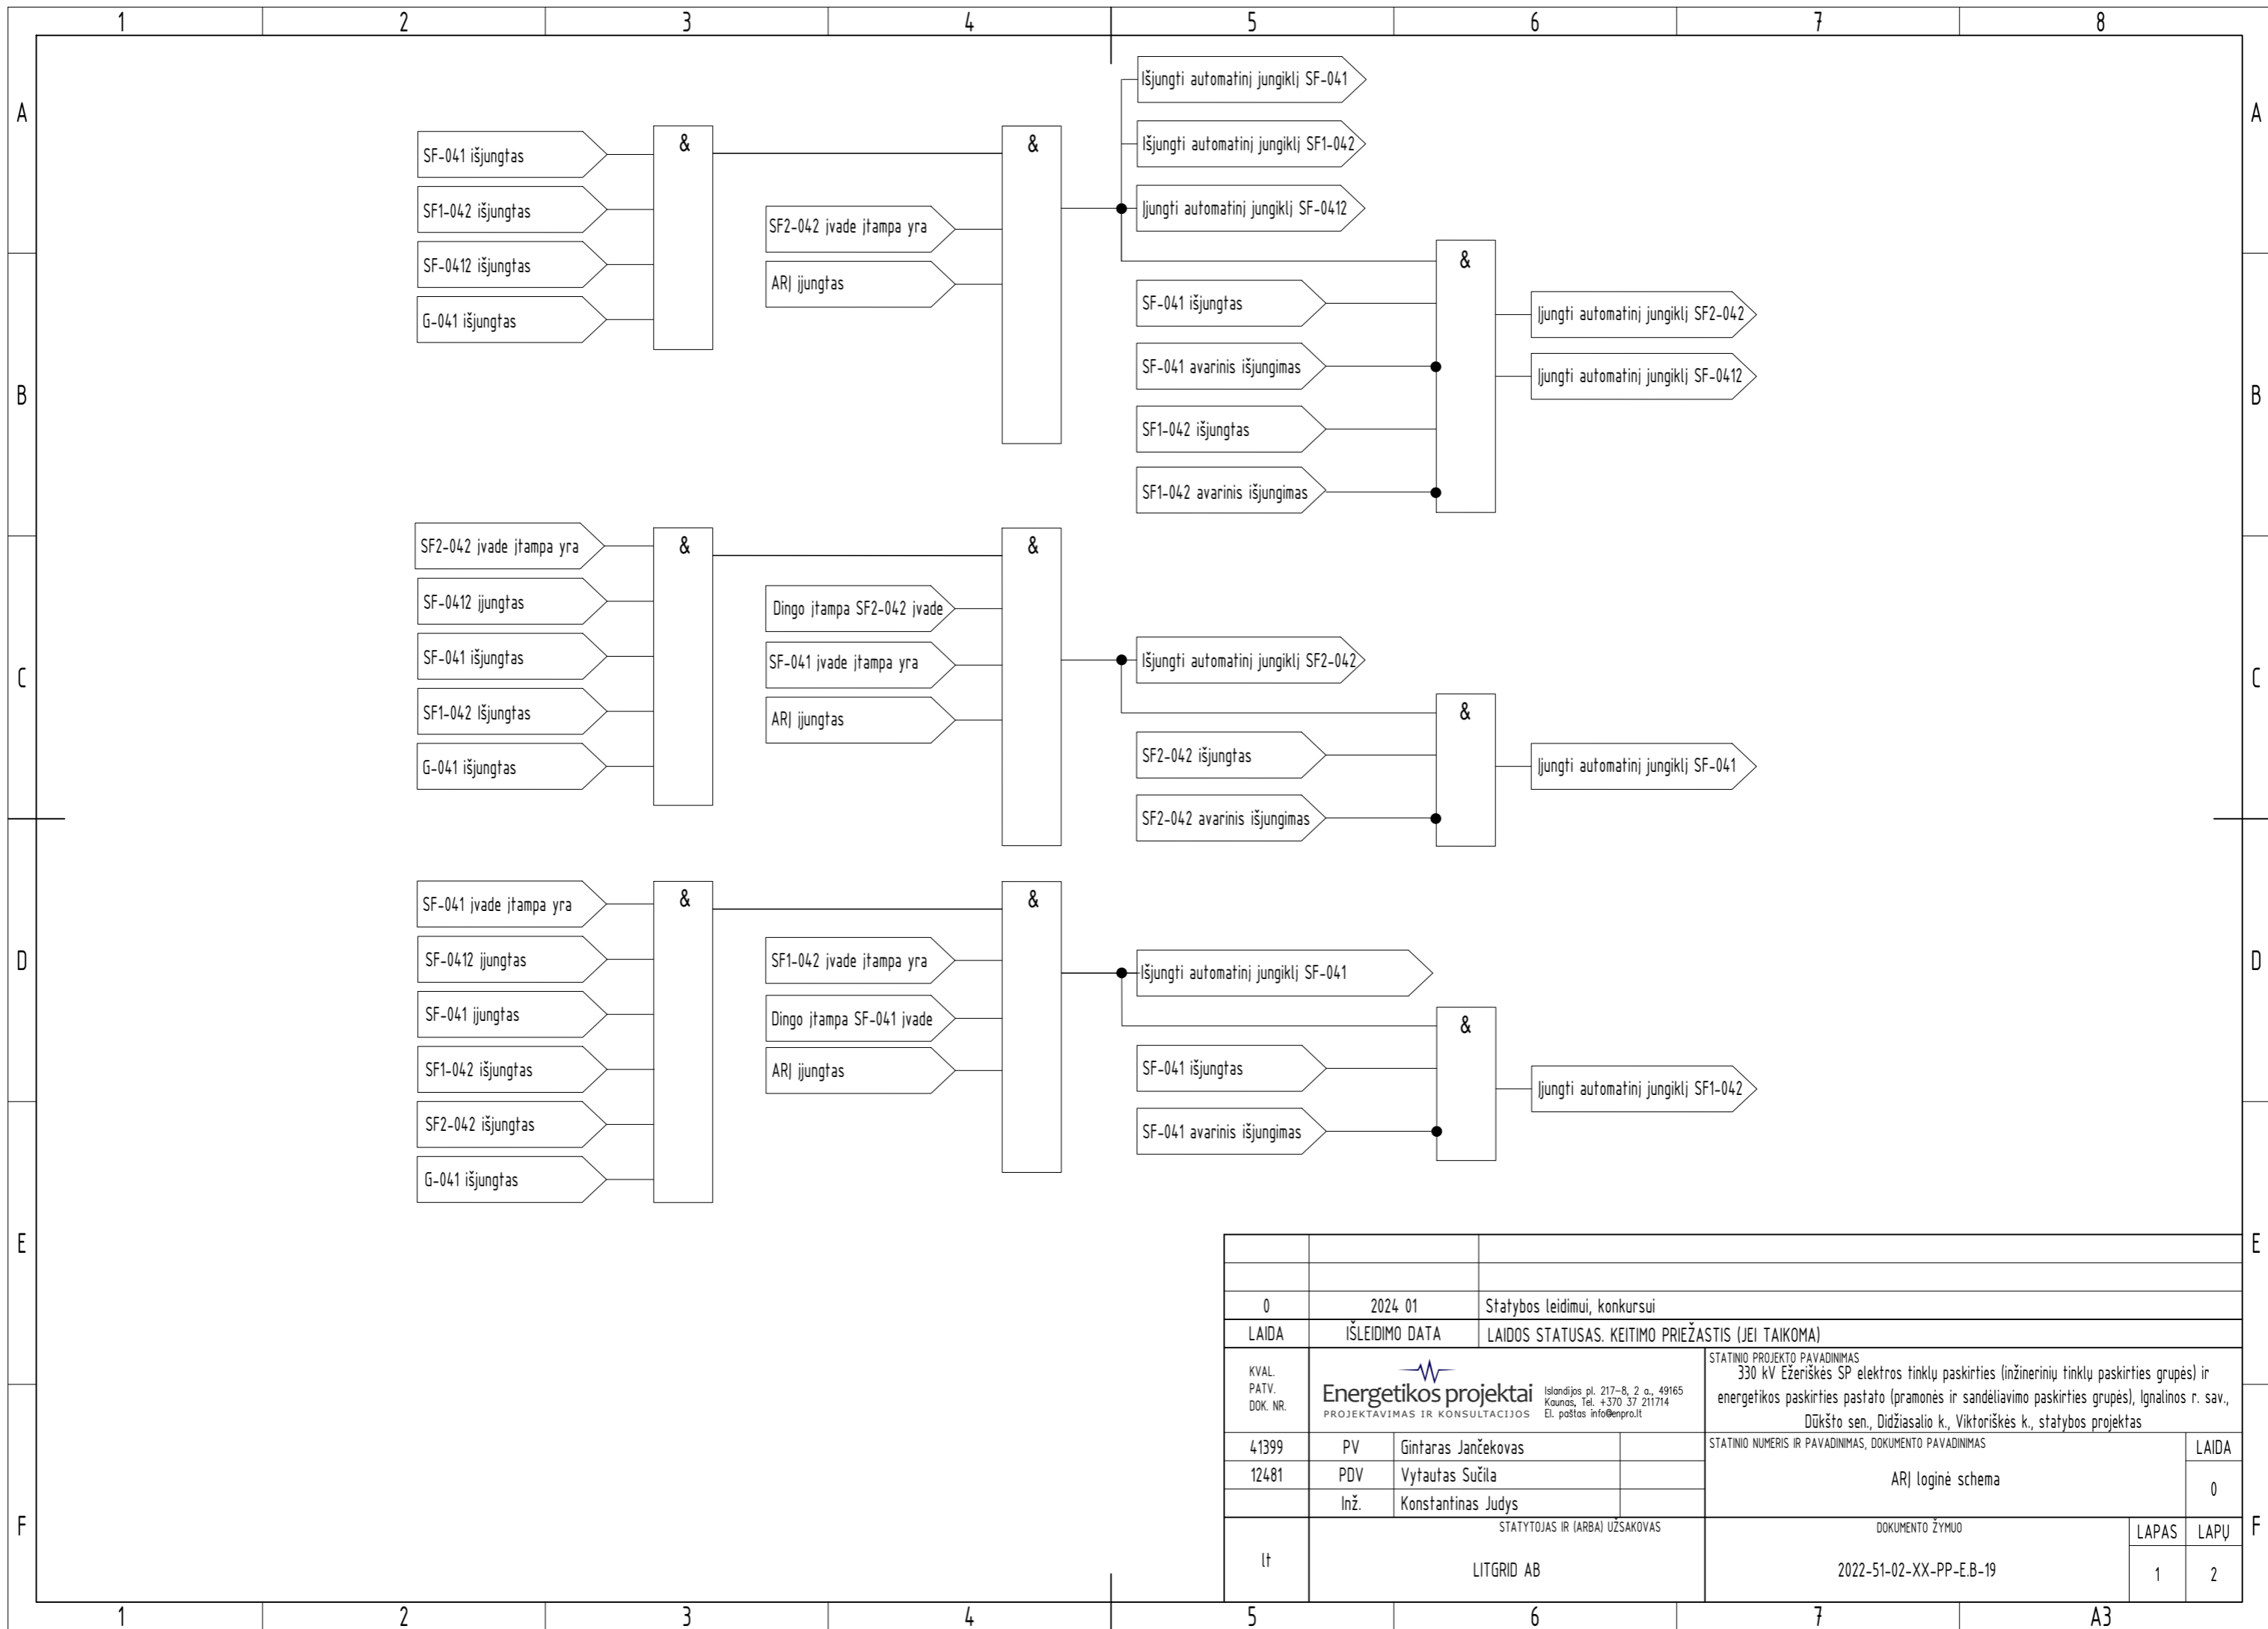 1 2 3 4 5 6 7 8
A A
B B
C C
D D
E E
F F
SF-041 išjungtas
SF1-042 išjungtas
SF-0412 išjungtas
G-041 išjungtas
&
SF2-042 įvade įtampa yra
ARĮ įjungtas
&
Išjungti automatinį jungiklį SF-041
Išjungti automatinį jungiklį SF1-042
Įjungti automatinį jungiklį SF-0412
SF-041 išjungtas
SF-041 avarinis išjungimas
SF1-042 išjungtas
SF1-042 avarinis išjungimas
&
Įjungti automatinį jungiklį SF2-042
Įjungti automatinį jungiklį SF-0412
SF2-042 įvade įtampa yra
SF-0412 įjungtas
SF-041 išjungtas
SF1-042 Išjungtas
G-041 išjungtas
&
Dingo įtampa SF2-042 įvade
SF-041 įvade įtampa yra
ARĮ įjungtas
&
Išjungti automatinį jungiklį SF2-042
SF2-042 išjungtas
SF2-042 avarinis išjungimas
&
Įjungti automatinį jungiklį SF-041
SF-041 įvade įtampa yra
SF-0412 įjungtas
SF-041 įjungtas
SF1-042 išjungtas
SF2-042 išjungtas
G-041 išjungtas
&
SF1-042 įvade įtampa yra
Dingo įtampa SF-041 įvade
ARĮ įjungtas
&
Išjungti automatinį jungiklį SF-041
SF-041 išjungtas
SF-041 avarinis išjungimas
&
Įjungti automatinį jungiklį SF1-042
0 2024 01 Statybos leidimui, konkursui
LAIDA IŠLEIDIMO DATA LAIDOS STATUSAS. KEITIMO PRIEŽASTIS (JEI TAIKOMA)
KVAL.
PATV.
DOK. NR.
Energetikos projektai
PROJEKTAVIMAS IR KONSULTACIJOS
Islandijos pl. 217-8, 2 a., 49165
Kaunas, Tel. +370 37 211714
El. paštas info@enpro.lt
STATINIO PROJEKTO PAVADINIMAS
330 kV Ežeriškės SP elektros tinklų paskirties (inžinerinių tinklų paskirties grupės) ir
energetikos paskirties pastato (pramonės ir sandėliavimo paskirties grupės), Ignalinos r. sav.,
Dūkšto sen., Didžiasalio k., Viktoriškės k., statybos projektas
41399 PV Gintaras Jančekovas
12481 PDV Vytautas Sučila
Inž. Konstantinas Judys
STATINIO NUMERIS IR PAVADINIMAS, DOKUMENTO PAVADINIMAS
ARĮ loginė schema
LAIDA
0
lt
STATYTOJAS IR (ARBA) UŽSAKOVAS
LITGRID AB
DOKUMENTO ŽYMUO
2022-51-02-XX-PP-E.B-19
LAPAS LAPŲ
1 2
1 2 3 4 5 6 7 A3